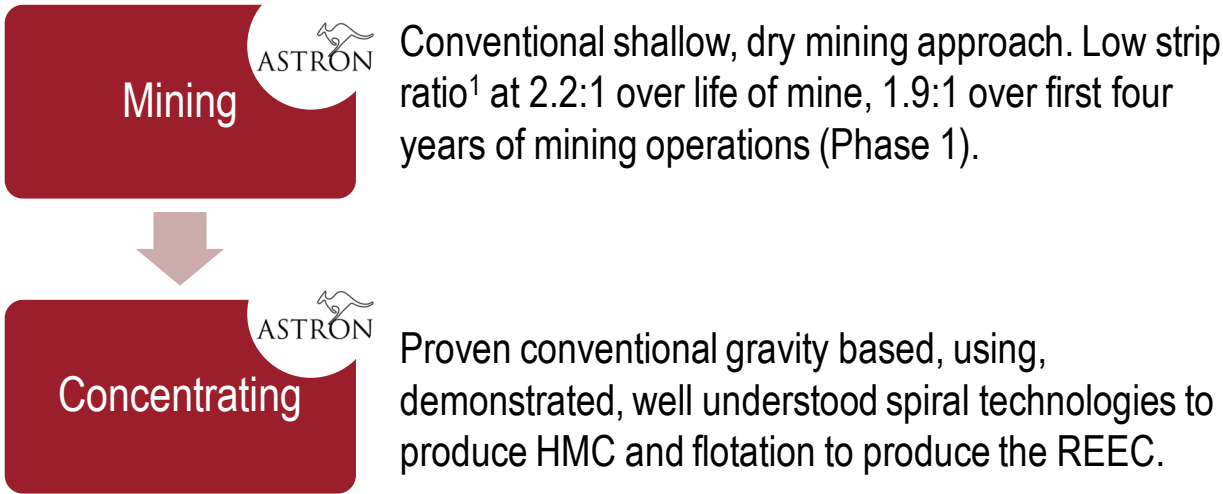 ASTRON
Mining
Conventional shallow, dry mining approach. Low strip
ratio¹ at 2.2:1 over life of mine, 1.9:1 over first four
years of mining operations (Phase 1).
ASTRON
Concentrating
Proven conventional gravity based, using,
demonstrated, well understood spiral technologies to
produce HMC and flotation to produce the REEC.